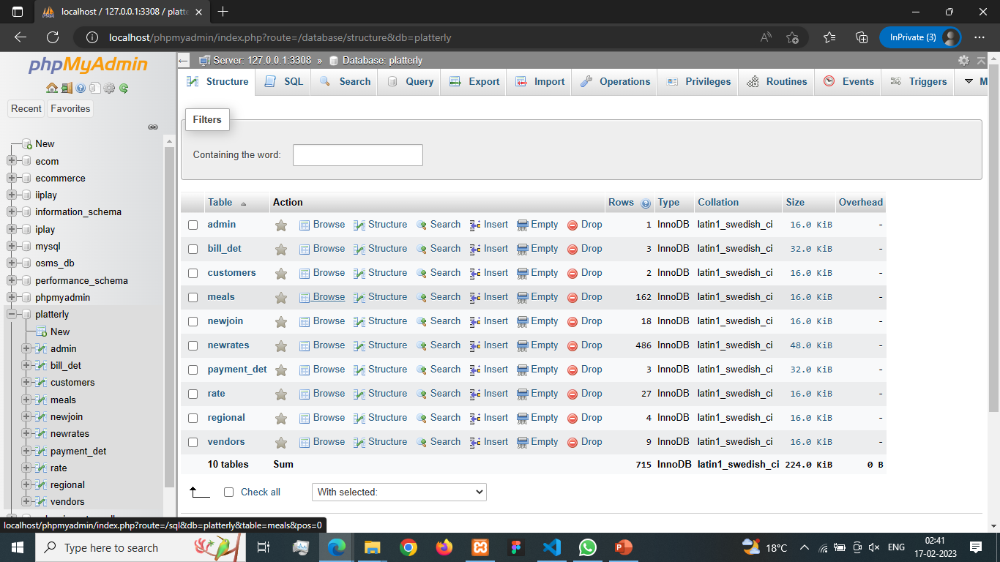 localhost / 127.0.0.1:3308 / platte
localhost/phpmyadmin/index.php?route=/database/structure&db=platterly
InPrivate (3)
phpMyAdmin
Recent Favorites
New
ecom
ecommerce
iiplay
information_schema
iplay
mysql
osms_db
performance_schema
phpmyadmin
platterly
New
admin
bill_det
customers
meals
newjoin
newrates
payment_det
rate
regional
vendors
Server: 127.0.0.1:3308 » Database: platterly
Structure SQL Search Query Export Import Operations Privileges Routines Events Triggers M
Filters
Containing the word:
Table Action Rows Type Collation Size Overhead
admin Browse Structure Search Insert Empty Drop 1 InnoDB latin1_swedish_ci 16.0 KiB -
bill_det Browse Structure Search Insert Empty Drop 3 InnoDB latin1_swedish_ci 32.0 KiB -
customers Browse Structure Search Insert Empty Drop 2 InnoDB latin1_swedish_ci 16.0 KiB -
meals Browse Structure Search Insert Empty Drop 162 InnoDB latin1_swedish_ci 16.0 KiB -
newjoin Browse Structure Search Insert Empty Drop 18 InnoDB latin1_swedish_ci 16.0 KiB -
newrates Browse Structure Search Insert Empty Drop 486 InnoDB latin1_swedish_ci 48.0 KiB -
payment_det Browse Structure Search Insert Empty Drop 3 InnoDB latin1_swedish_ci 32.0 KiB -
rate Browse Structure Search Insert Empty Drop 27 InnoDB latin1_swedish_ci 16.0 KiB -
regional Browse Structure Search Insert Empty Drop 4 InnoDB latin1_swedish_ci 16.0 KiB -
vendors Browse Structure Search Insert Empty Drop 9 InnoDB latin1_swedish_ci 16.0 KiB -
10 tables Sum 715 InnoDB latin1_swedish_ci 224.0 KiB 0 B
Check all With selected:
localhost/phpmyadmin/index.php?route=/sql&db=platterly&table=meals&pos=0
Type here to search
18°C
ENG
02:41
17-02-2023